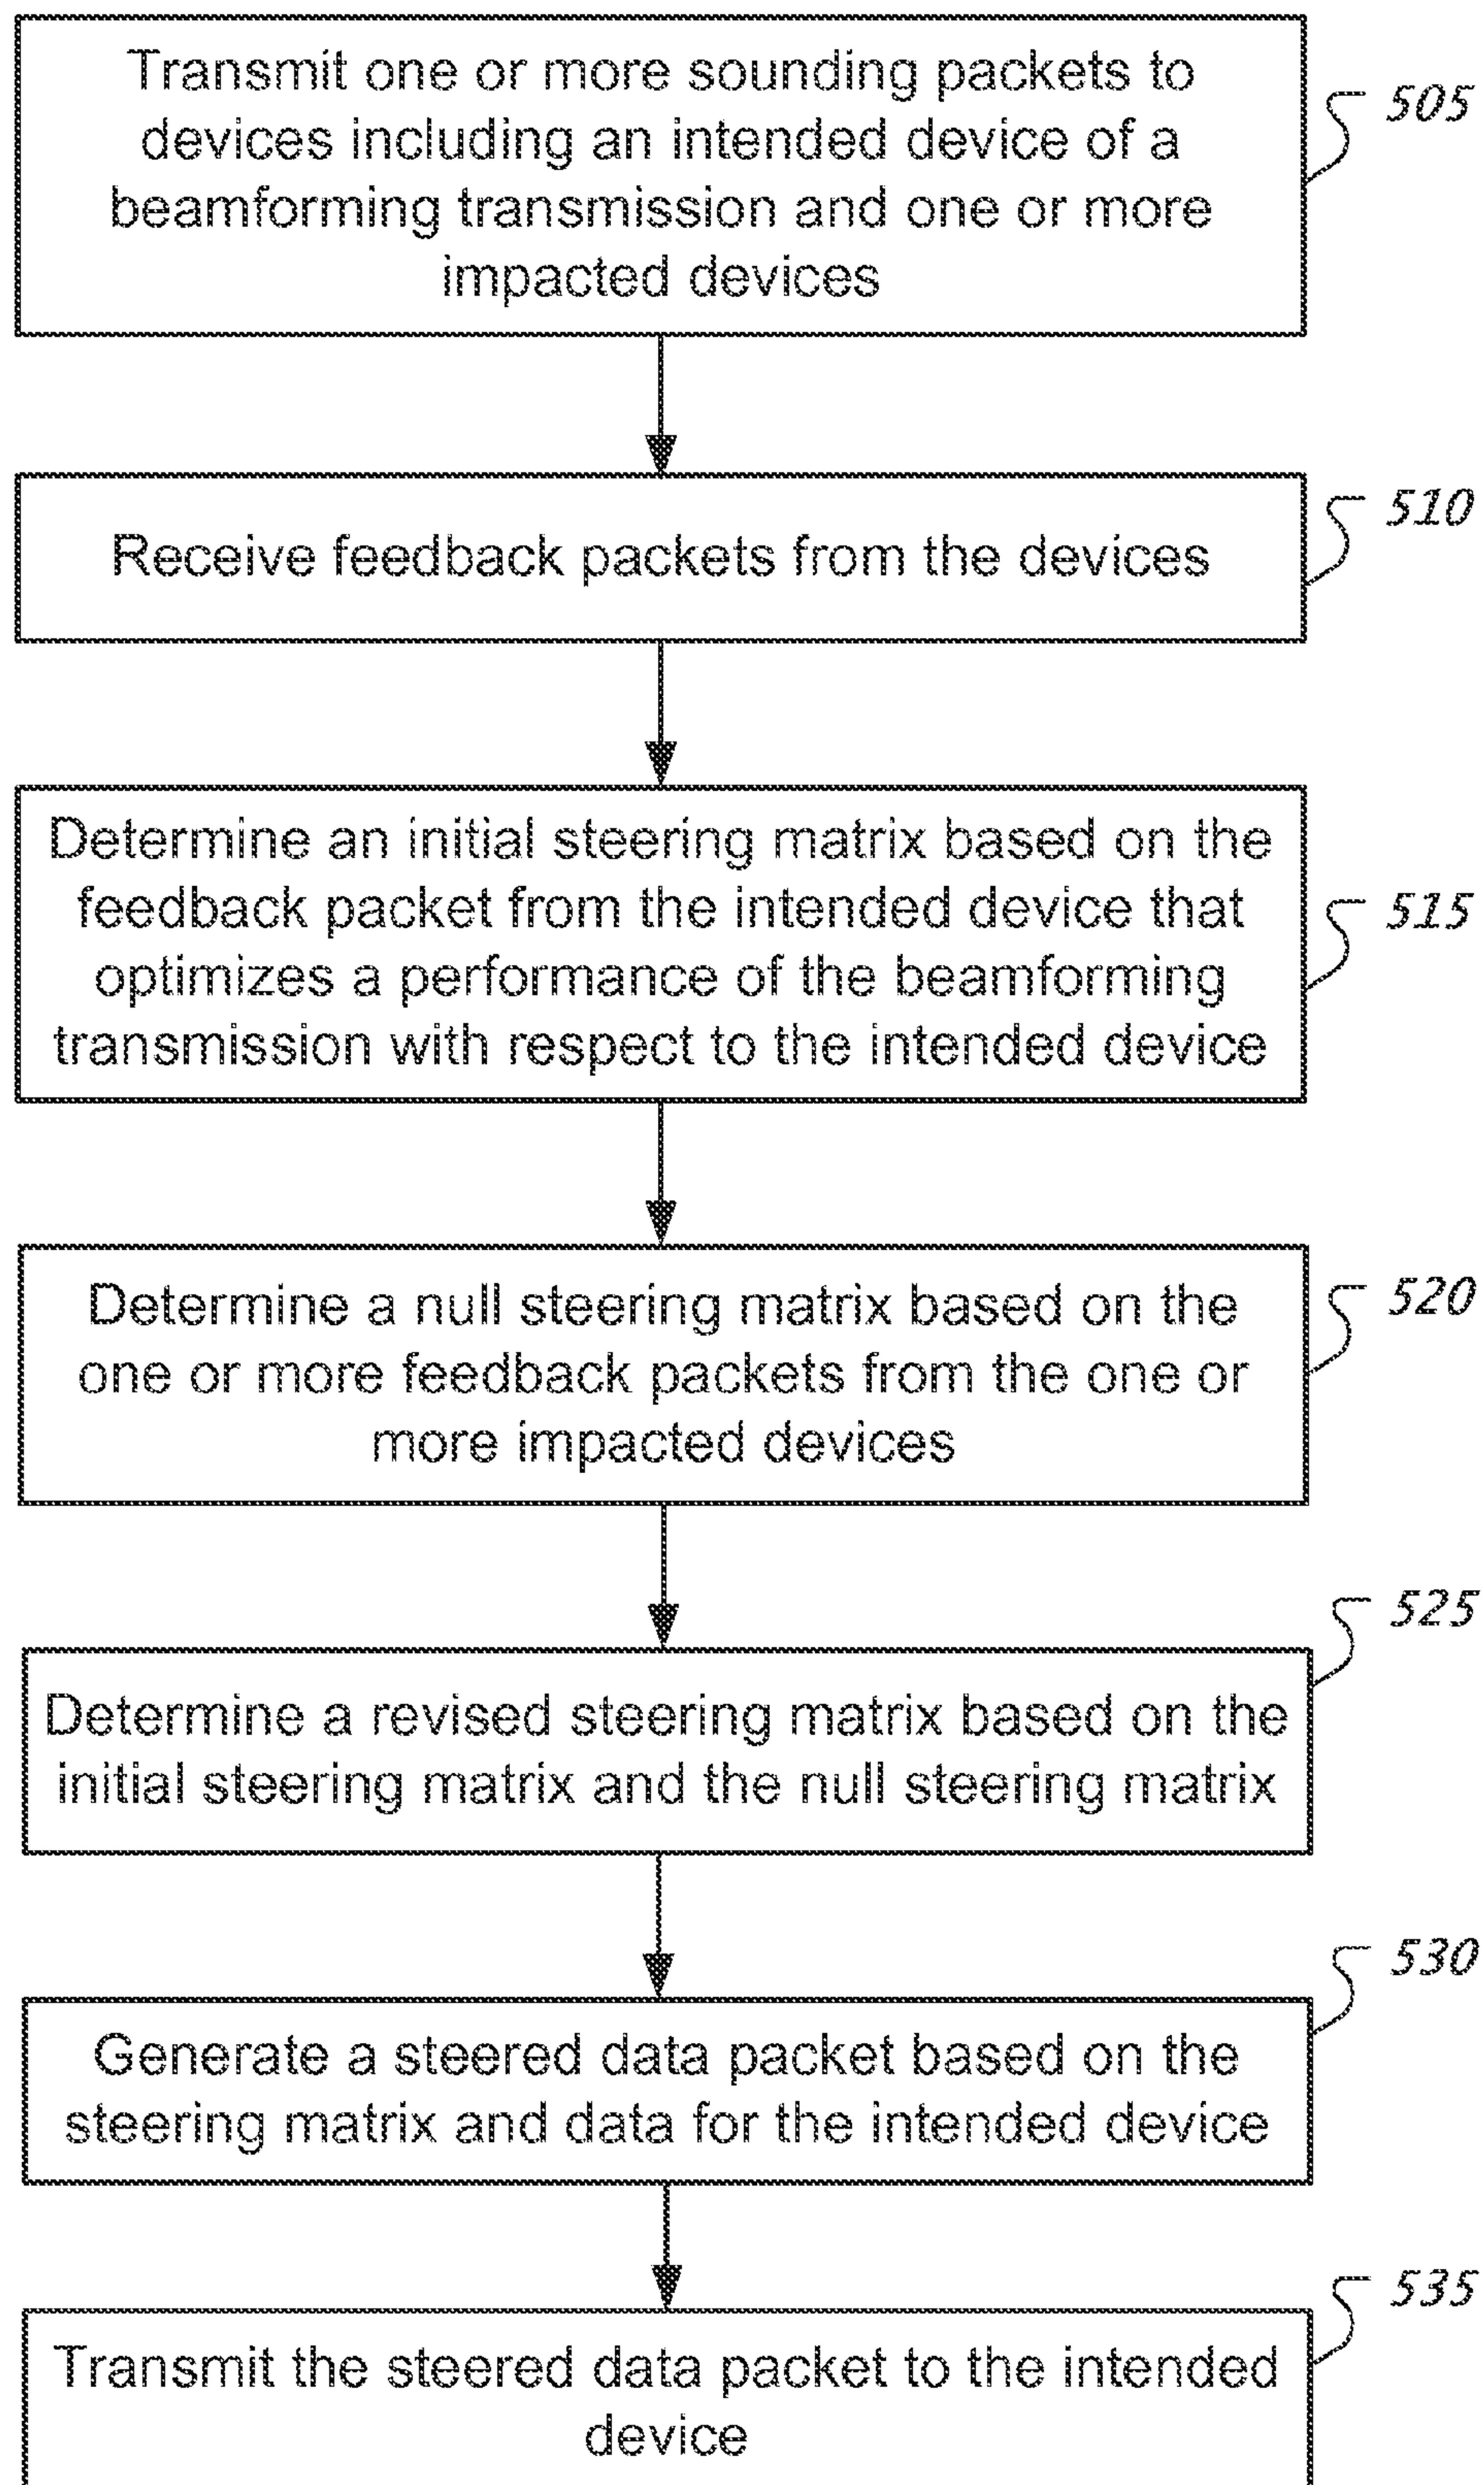 Transmit one or more sounding packets to
devices including an intended device of a
beamforming transmission and one or more
impacted devices
505
Receive feedback packets from the devices
510
Determine an initial steering matrix based on the
feedback packet from the intended device that
optimizes a performance of the beamforming
transmission with respect to the intended device
515
Determine a null steering matrix based on the
one or more feedback packets from the one or
more impacted devices
520
Determine a revised steering matrix based on the
initial steering matrix and the null steering matrix
525
Generate a steered data packet based on the
steering matrix and data for the intended device
530
Transmit the steered data packet to the intended
device
535